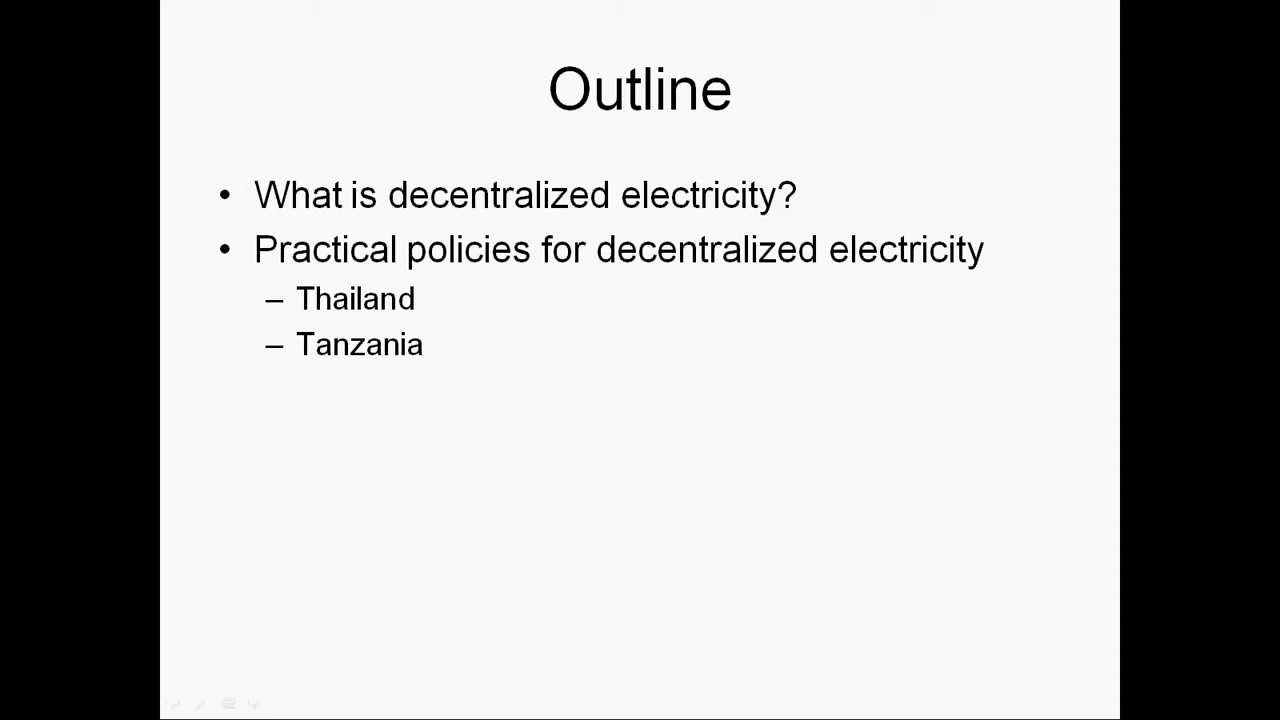 Outline
• What is decentralized electricity?
• Practical policies for decentralized electricity
– Thailand
– Tanzania